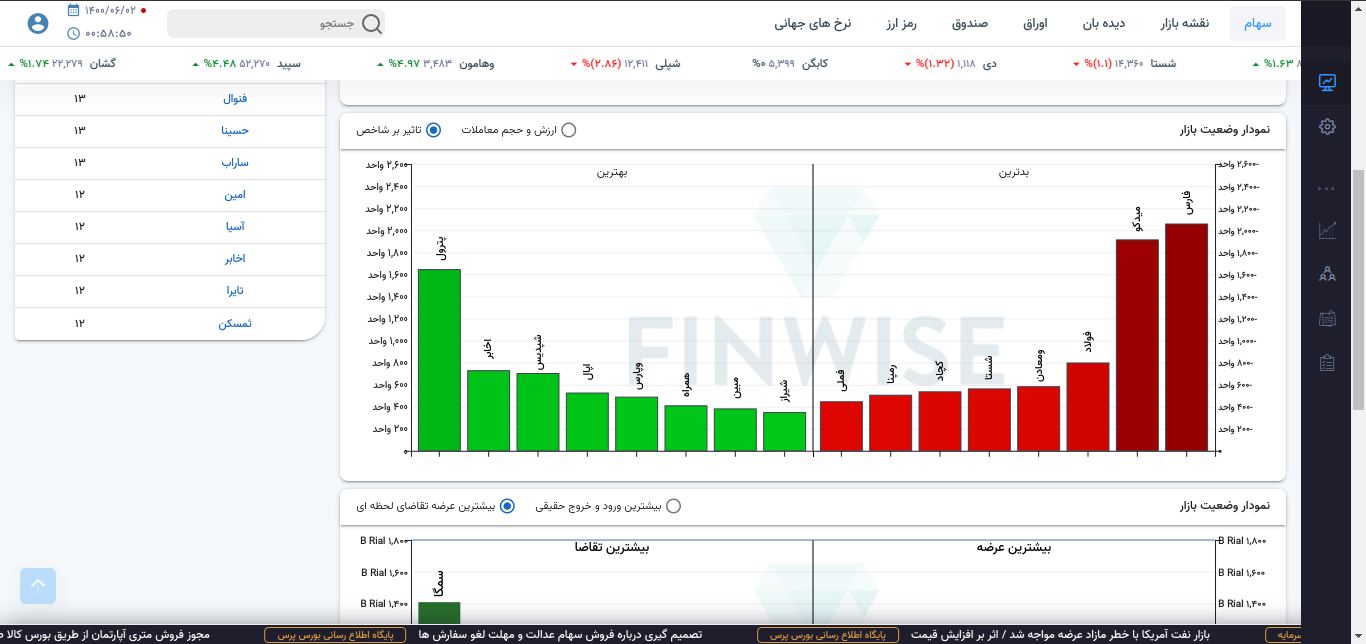 سهام
نقشه بازار
دیده بان
اوراق
صندوق
رمز ارز
نرخ های جهانی
جستجو
۱۴۰۰/۰۶/۰۲
۰۰:۵۸:۵۰
%۱.۶۳
شستا ۱۴,۳۶۰ %(۱.۱)
دی ۱,۱۱۸ %(۱.۳۲)
کابگن ۵,۳۹۹ ۰%
شپلی ۱۲,۴۱۱ %(۲.۸۶)
وهامون ۳,۴۸۳ %۴.۹۷
سپید ۵۲,۲۷۰ %۴.۴۸
گشان ۲۲,۲۷۹ %۱.۷۴
فنوال ۱۳
حسینا ۱۳
ساراب ۱۳
امین ۱۲
آسیا ۱۲
اخابر ۱۲
تایرا ۱۲
ثمسکن ۱۲
نمودار وضعیت بازار
ارزش و حجم معاملات
تاثیر بر شاخص
بدترین
بهترین
۲,۶۰۰ واحد
۲,۴۰۰ واحد
۲,۲۰۰ واحد
۲,۰۰۰ واحد
۱,۸۰۰ واحد
۱,۶۰۰ واحد
۱,۴۰۰ واحد
۱,۲۰۰ واحد
۱,۰۰۰ واحد
۸۰۰ واحد
۶۰۰ واحد
۴۰۰ واحد
۲۰۰ واحد
۰
پترول
اخابر
شپدیس
اپال
وپارس
همراه
مبین
شیراز
فملی
رمپنا
کچاد
شستا
ومعادن
فولاد
میدکو
فارس
FINWISE
-۲,۶۰۰ واحد
-۲,۴۰۰ واحد
-۲,۲۰۰ واحد
-۲,۰۰۰ واحد
-۱,۸۰۰ واحد
-۱,۶۰۰ واحد
-۱,۴۰۰ واحد
-۱,۲۰۰ واحد
-۱,۰۰۰ واحد
-۸۰۰ واحد
-۶۰۰ واحد
-۴۰۰ واحد
-۲۰۰ واحد
۰
نمودار وضعیت بازار
بیشترین ورود و خروج حقیقی
بیشترین عرضه تقاضای لحظه ای
بیشترین عرضه
بیشترین تقاضا
B Rial ۱,۸۰۰
B Rial ۱,۶۰۰
B Rial ۱,۴۰۰
سمگا
B Rial ۱,۸۰۰
B Rial ۱,۶۰۰
B Rial ۱,۴۰۰
سرمایه
بازار نفت آمریکا با خطر مازاد عرضه مواجه شد / اثر بر افزایش قیمت
پایگاه اطلاع رسانی بورس پرس
تصمیم گیری درباره فروش سهام عدالت و مهلت لغو سفارش ها
پایگاه اطلاع رسانی بورس پرس
مجوز فروش متری آپارتمان از طریق بورس کالا